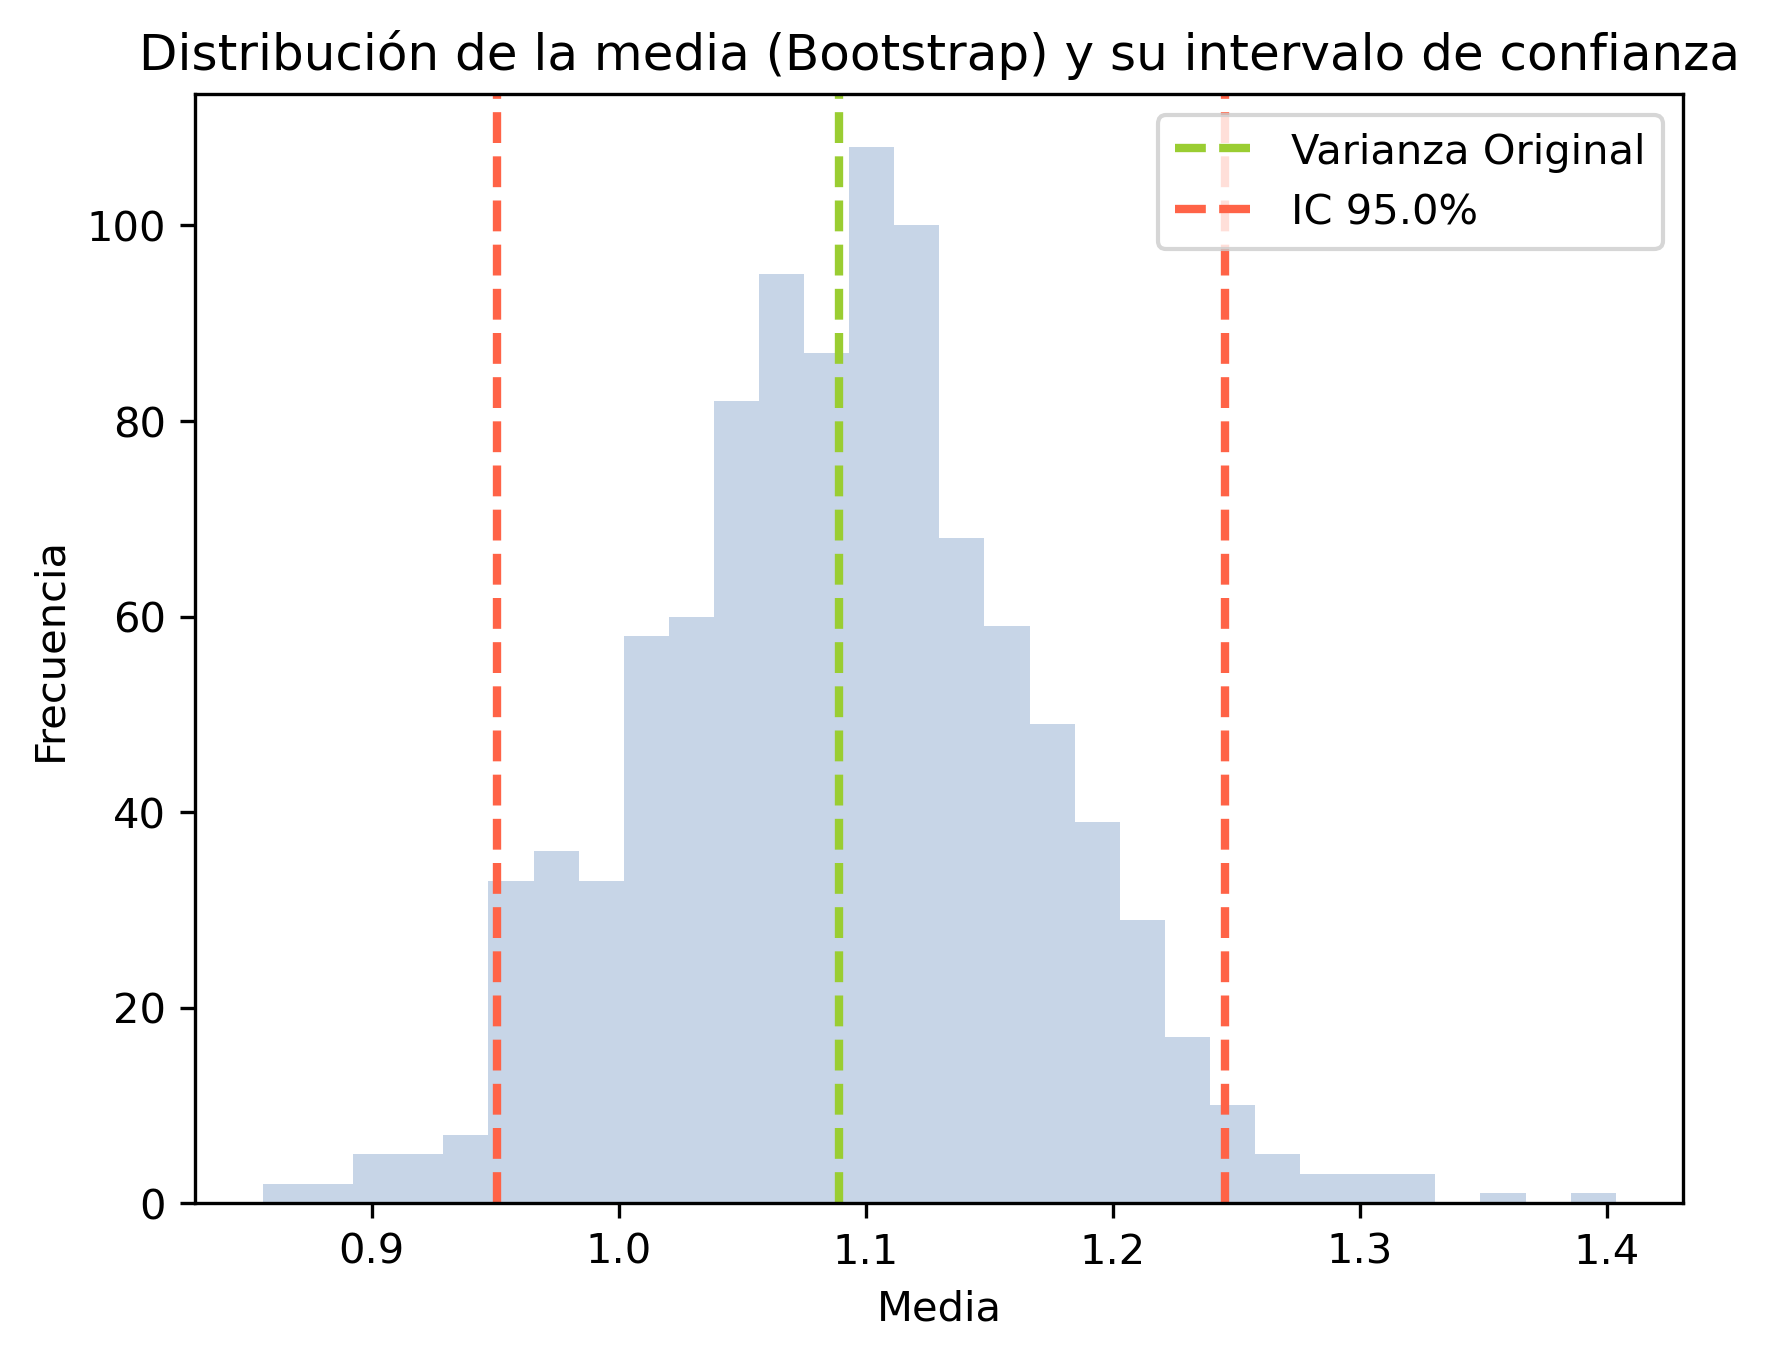 Distribución de la media (Bootstrap) y su intervalo de confianza
Varianza Original
IC 95.0%
Frecuencia
100
80
60
40
20
0
0.9 1.0 1.1 1.2 1.3 1.4
Media